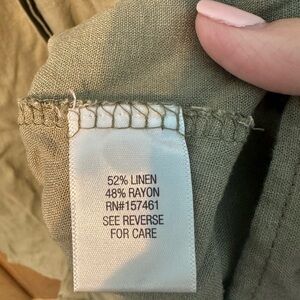 52% LINEN
48% RAYON
RN#157461
SEE REVERSE
FOR CARE